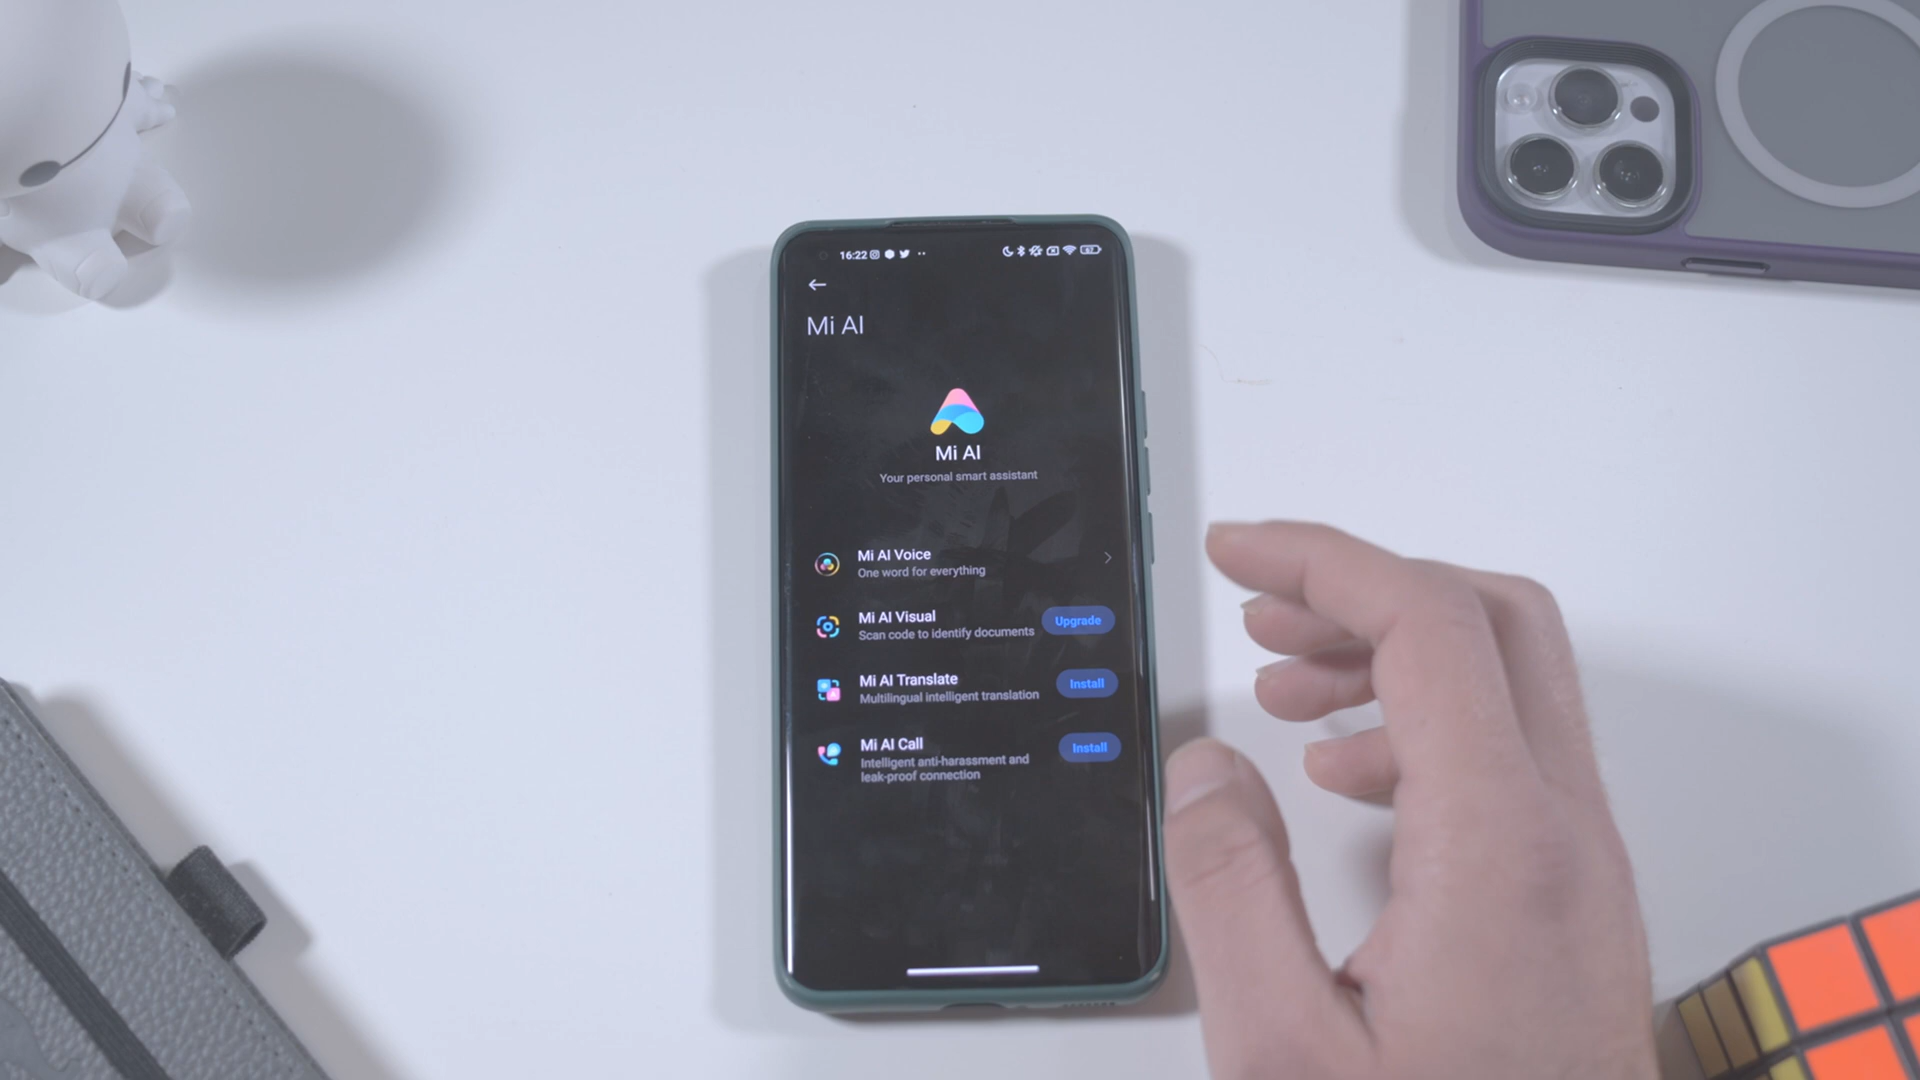 16:22
Mi AI
Mi AI
Your personal smart assistant
Mi AI Voice
One word for everything
Mi AI Visual
Scan code to identify documents
Upgrade
Mi AI Translate
Multilingual intelligent translation
Install
Mi AI Call
Intelligent anti-harassment and
leak-proof connection
Install